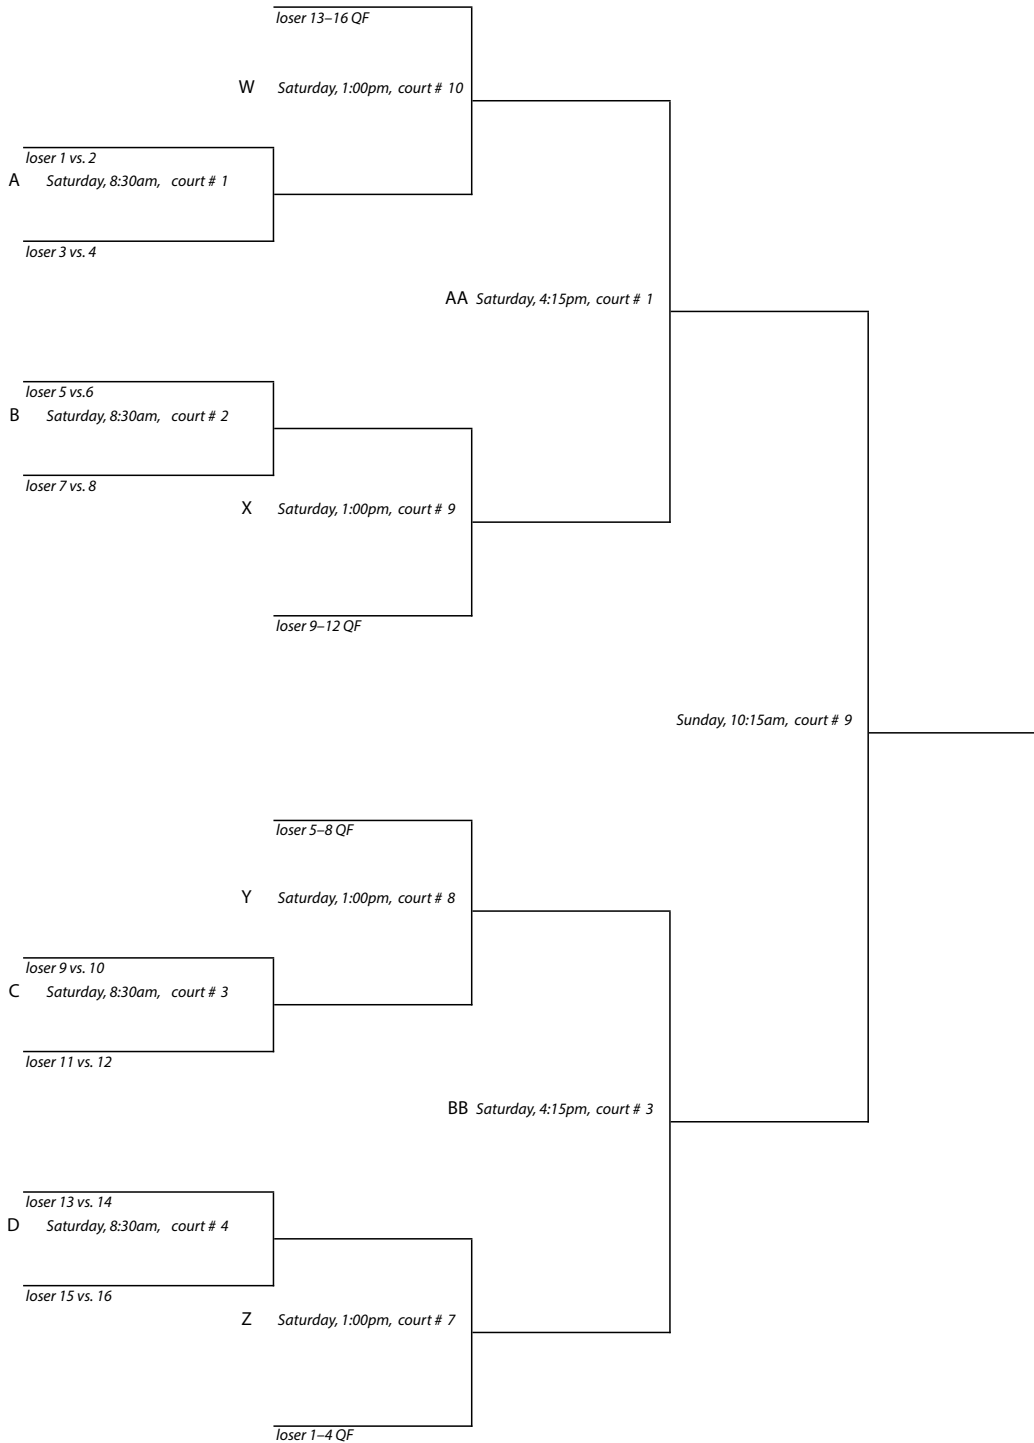 loser 13–16 QF
W Saturday, 1:00pm, court # 10
loser 1 vs. 2
A Saturday, 8:30am, court # 1
loser 3 vs. 4
AA Saturday, 4:15pm, court # 1
loser 5 vs.6
B Saturday, 8:30am, court # 2
loser 7 vs. 8
X Saturday, 1:00pm, court # 9
loser 9–12 QF
Sunday, 10:15am, court # 9
loser 5–8 QF
Y Saturday, 1:00pm, court # 8
loser 9 vs. 10
C Saturday, 8:30am, court # 3
loser 11 vs. 12
BB Saturday, 4:15pm, court # 3
loser 13 vs. 14
D Saturday, 8:30am, court # 4
loser 15 vs. 16
Z Saturday, 1:00pm, court # 7
loser 1–4 QF